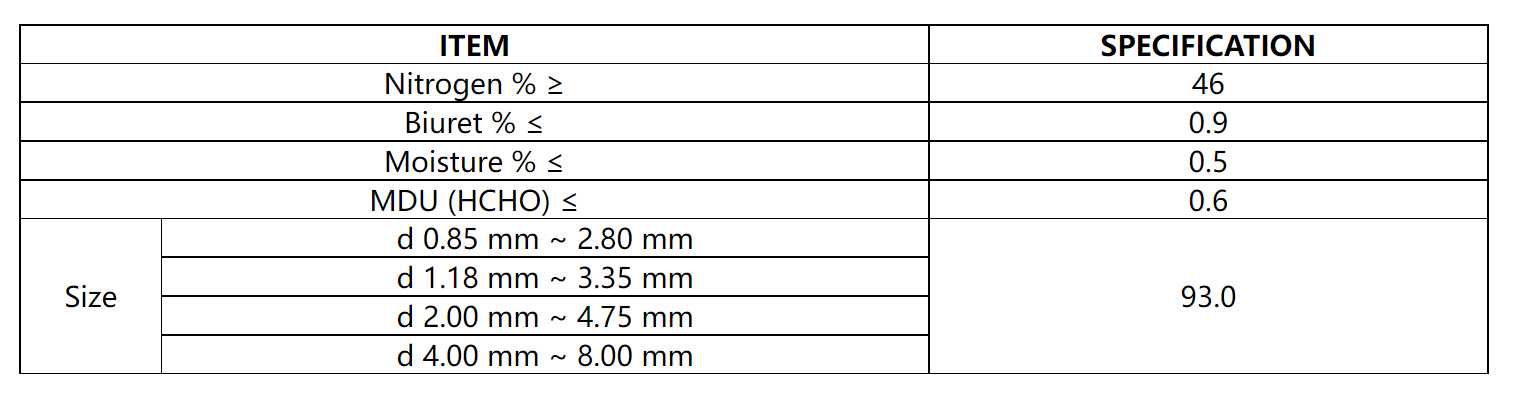 ITEM SPECIFICATION
Nitrogen % ≥ 46
Biuret % ≤ 0.9
Moisture % ≤ 0.5
MDU (HCHO) ≤ 0.6
Size
d 0.85 mm ~ 2.80 mm
d 1.18 mm ~ 3.35 mm
d 2.00 mm ~ 4.75 mm
d 4.00 mm ~ 8.00 mm
93.0